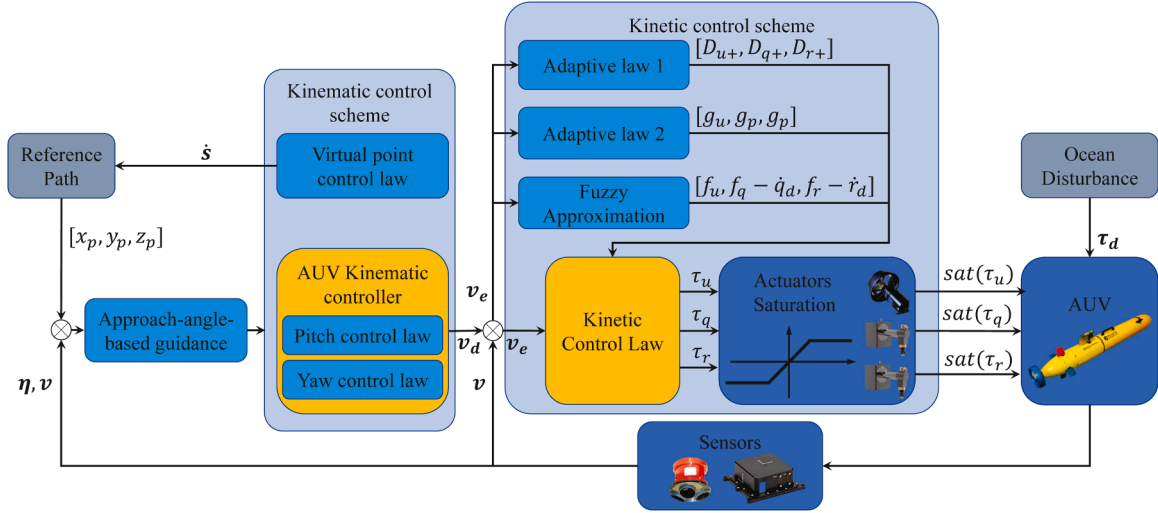 Kinetic control scheme
[D_{u+}, D_{q+}, D_{r+}]
Adaptive law 1
Kinematic control
scheme
[g_u, g_p, g_p]
Adaptive law 2
Reference
Path
ṡ
Virtual point
control law
Ocean
Disturbance
[f_u, f_q − q̇_d, f_r − ṙ_d]
Fuzzy
Approximation
[x_p, y_p, z_p]
τ_d
AUV Kinematic
controller
v_e
τ_u
Actuators
Saturation
sat(τ_u)
AUV
Approach-angle-
based guidance
Pitch control law
v_d
v_e
Kinetic
Control Law
τ_q
sat(τ_q)
Yaw control law
η, v
v
τ_r
sat(τ_r)
Sensors